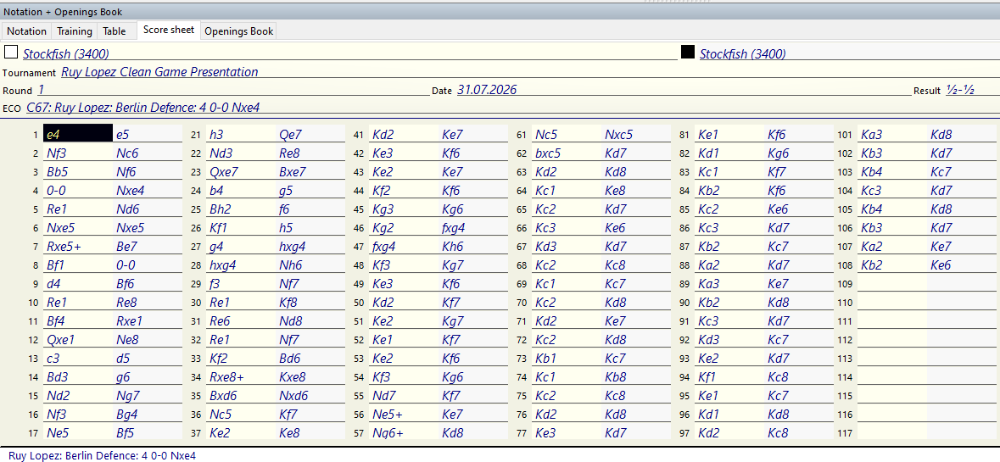 Notation + Openings Book
Notation Training Table Score sheet Openings Book
Stockfish (3400) Stockfish (3400)
Tournament Ruy Lopez Clean Game Presentation
Round 1 Date 31.07.2026 Result ½-½
ECO C67: Ruy Lopez: Berlin Defence: 4 0-0 Nxe4
1 e4 e5 21 h3 Qe7 41 Kd2 Ke7 61 Nc5 Nxc5 81 Ke1 Kf6 101 Ka3 Kd8
2 Nf3 Nc6 22 Nd3 Re8 42 Ke3 Kf6 62 bxc5 Kd7 82 Kd1 Kg6 102 Kb3 Kd7
3 Bb5 Nf6 23 Qxe7 Bxe7 43 Ke2 Ke7 63 Kd2 Kd8 83 Kc1 Kf7 103 Kb4 Kc7
4 0-0 Nxe4 24 b4 g5 44 Kf2 Kf6 64 Kc1 Ke8 84 Kb2 Kf6 104 Kc3 Kd7
5 Re1 Nd6 25 Bh2 f6 45 Kg3 Kg6 65 Kc2 Kd7 85 Kc2 Ke6 105 Kb4 Kd8
6 Nxe5 Nxe5 26 Kf1 h5 46 Kg2 fxg4 66 Kc3 Ke6 86 Kc3 Kd7 106 Kb3 Kd7
7 Rxe5+ Be7 27 g4 hxg4 47 fxg4 Kh6 67 Kd3 Kd7 87 Kb2 Kc7 107 Ka2 Ke7
8 Bf1 0-0 28 hxg4 Nh6 48 Kf3 Kg7 68 Kc2 Kc8 88 Ka2 Kd7 108 Kb2 Ke6
9 d4 Bf6 29 f3 Nf7 49 Ke3 Kf6 69 Kc1 Kc7 89 Ka3 Ke7 109
10 Re1 Re8 30 Re1 Kf8 50 Kd2 Kf7 70 Kc2 Kd8 90 Kb2 Kd8 110
11 Bf4 Rxe1 31 Re6 Nd8 51 Ke2 Kg7 71 Kd2 Ke7 91 Kc3 Kd7 111
12 Qxe1 Ne8 32 Re1 Nf7 52 Ke1 Kf7 72 Kc2 Kd8 92 Kd3 Kc7 112
13 c3 d5 33 Kf2 Bd6 53 Ke2 Kf6 73 Kb1 Kc7 93 Ke2 Kd7 113
14 Bd3 g6 34 Rxe8+ Kxe8 54 Kf3 Kg6 74 Kc1 Kb8 94 Kf1 Kc8 114
15 Nd2 Ng7 35 Bxd6 Nxd6 55 Nd7 Kf7 75 Kc2 Kc8 95 Ke1 Kc7 115
16 Nf3 Bg4 36 Nc5 Kf7 56 Ne5+ Ke7 76 Kd2 Kd8 96 Kd1 Kd8 116
17 Ne5 Bf5 37 Ke2 Ke8 57 Ng6+ Kd8 77 Ke3 Kd7 97 Kd2 Kc8 117
Ruy Lopez: Berlin Defence: 4 0-0 Nxe4